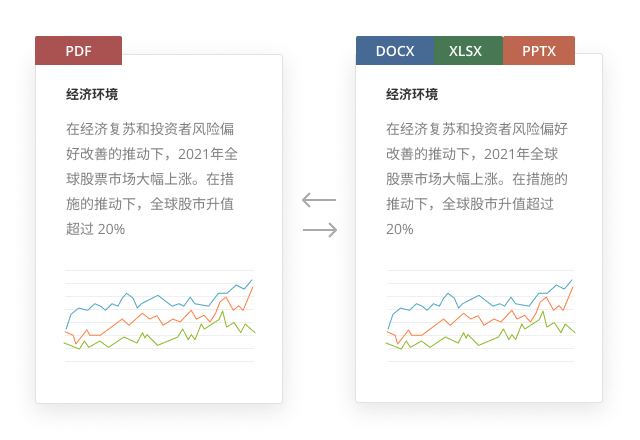 PDF
经济环境
在经济复苏和投资者风险偏
好改善的推动下，2021年全
球股票市场大幅上涨。在措
施的推动下，全球股市升值
超过 20%
DOCX XLSX PPTX
经济环境
在经济复苏和投资者风险偏好
改善的推动下，2021年全球
股票市场大幅上涨。在措施的
推动下，全球股市升值超过
20%